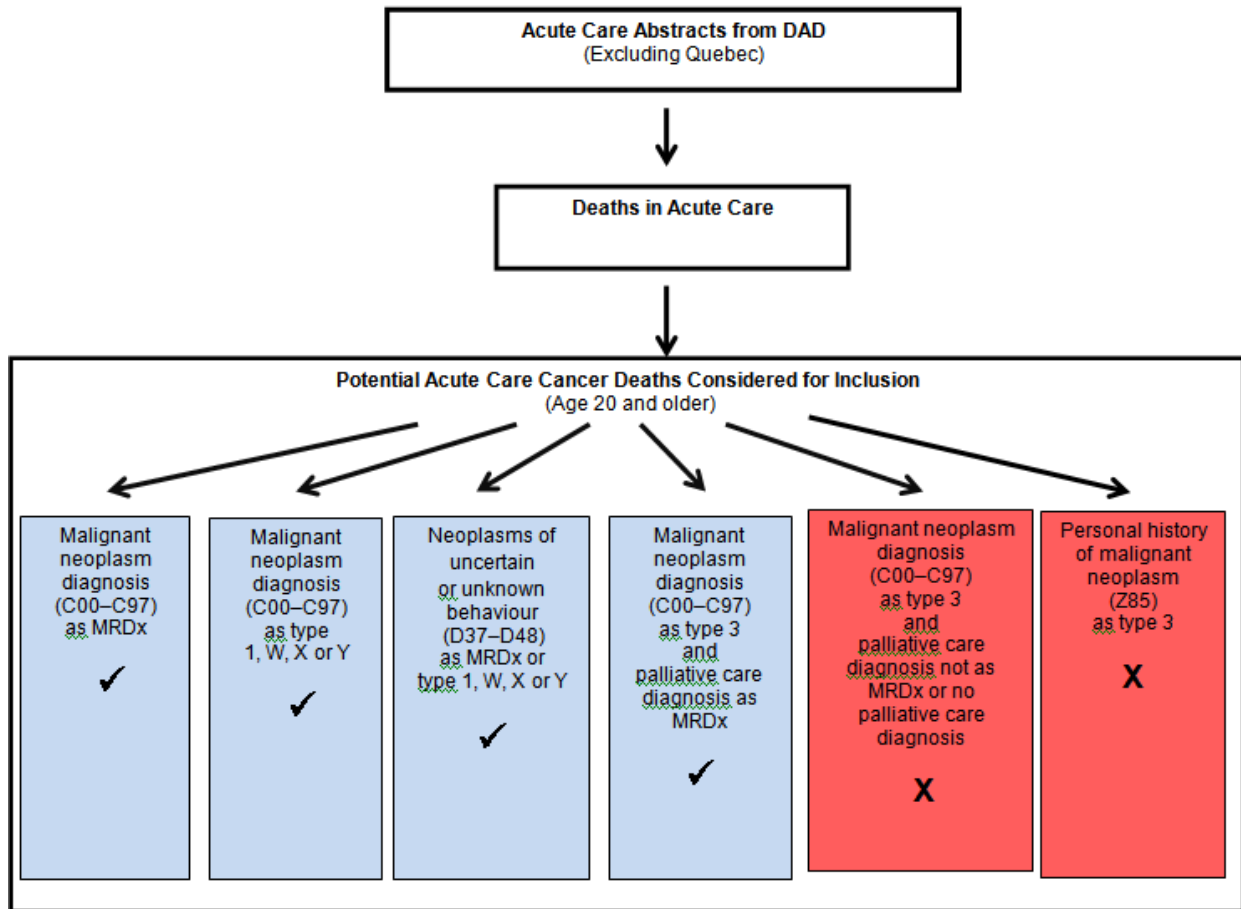 Acute Care Abstracts from DAD
(Excluding Quebec)
Deaths in Acute Care
Potential Acute Care Cancer Deaths Considered for Inclusion
(Age 20 and older)
Malignant
neoplasm
diagnosis
(C00–C97)
as MRDx
✓
Malignant
neoplasm
diagnosis
(C00–C97)
as type
1, W, X or Y
✓
Neoplasms of
uncertain
or unknown
behaviour
(D37–D48)
as MRDx or
type 1, W, X or Y
✓
Malignant
neoplasm
diagnosis
(C00–C97)
as type 3
and
palliative care
diagnosis as
MRDx
✓
Malignant neoplasm
diagnosis
(C00–C97)
as type 3
and
palliative care
diagnosis not as
MRDx or no
palliative care
diagnosis
X
Personal history
of malignant
neoplasm
(Z85)
as type 3
X